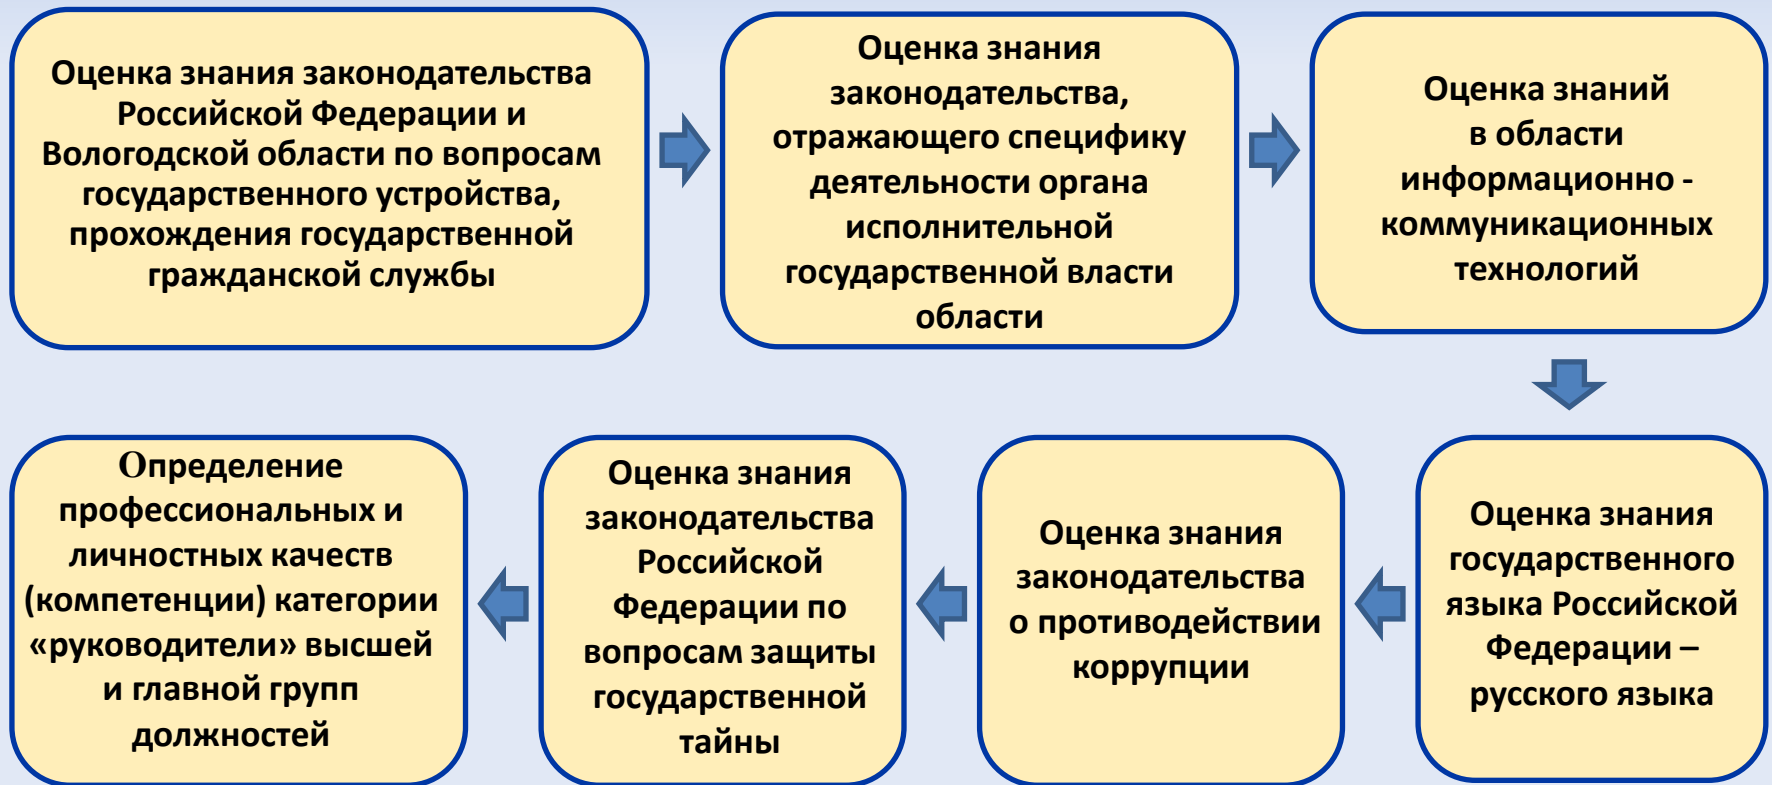 Оценка знания законодательства
Российской Федерации и
Вологодской области по вопросам
государственного устройства,
прохождения государственной
гражданской службы
Оценка знания
законодательства,
отражающего специфику
деятельности органа
исполнительной
государственной власти
области
Оценка знаний
в области
информационно -
коммуникационных
технологий
Оценка знания
государственного
языка Российской
Федерации –
русского языка
Оценка знания
законодательства
о противодействии
коррупции
Оценка знания
законодательства
Российской
Федерации по
вопросам защиты
государственной
тайны
Определение
профессиональных и
личностных качеств
(компетенции) категории
«руководители» высшей
и главной групп
должностей